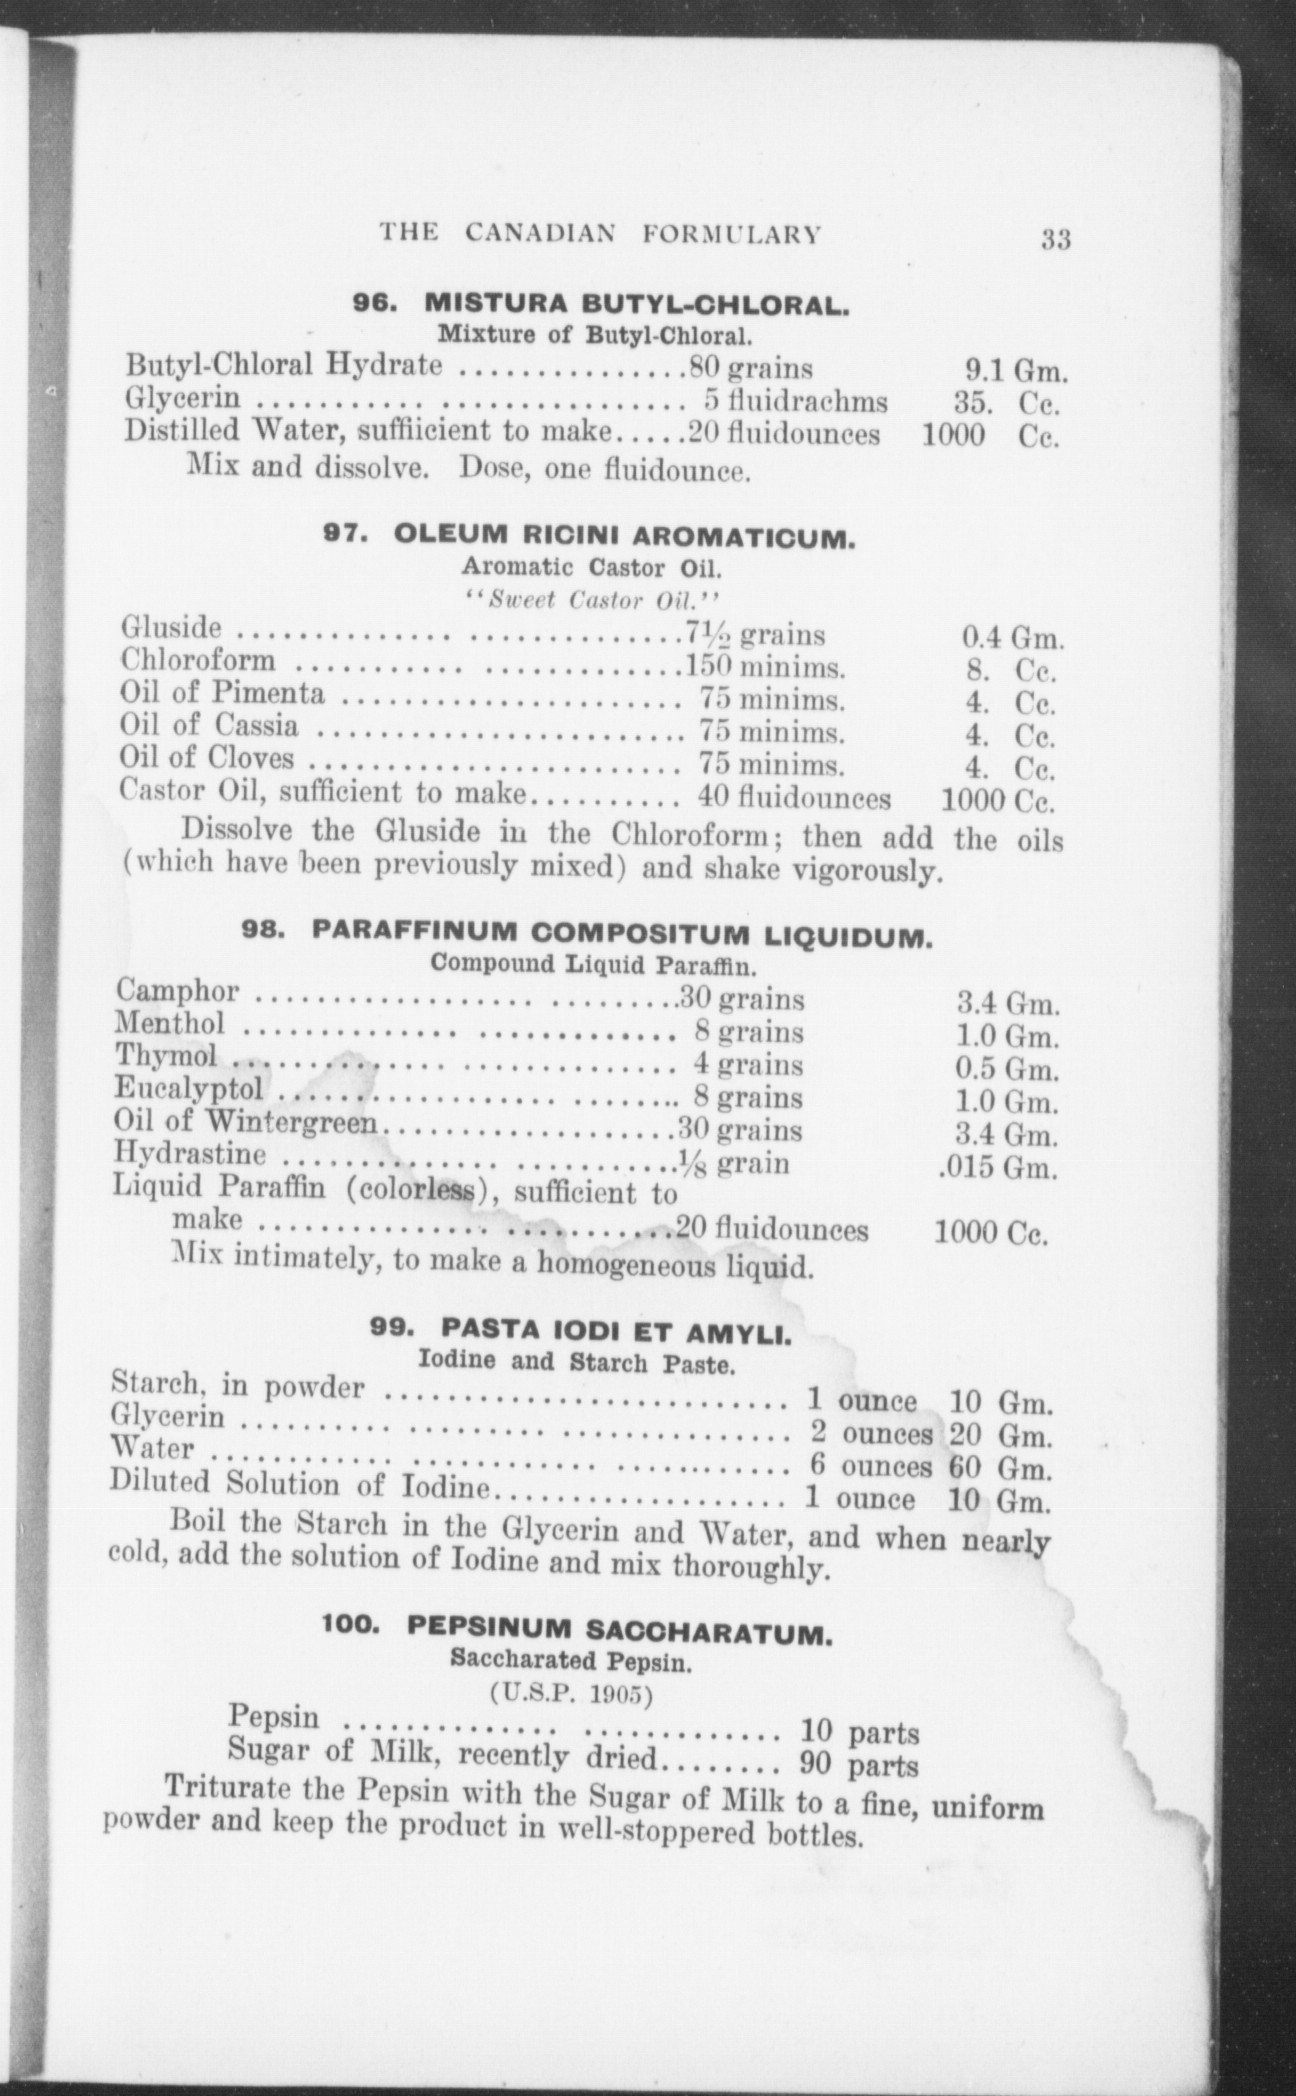 THE CANADIAN FORMULARY 33
96. MISTURA BUTYL-CHLORAL.
Mixture of Butyl-Chloral.
Butyl-Chloral Hydrate ...............80 grains 9.1 Gm.
Glycerin ........... ................ 5 fluidrachms 35. Cc.
Distilled Water, suffiicient to make.....20 fluidounces 1000 Cc.
Mix and dissolve. Dose, one fluidounce.
97. OLEUM RICINI AROMATICUM.
Aromatic Castor Oil.
"Sweet Castor Oil."
Gluside .............. ..............7½ grains 0.4 Gm.
Chloroform ........... .............150 minims. 8. Cc.
Oil of Pimenta ...................... 75 minims. 4. Cc.
Oil of Cassia ........................ 75 minims. 4. Cc.
Oil of Cloves ........................ 75 minims. 4. Cc.
Castor Oil, sufficient to make.......... 40 fluidounces 1000 Cc.
Dissolve the Gluside in the Chloroform; then add the oils
(which have been previously mixed) and shake vigorously.
98. PARAFFINUM COMPOSITUM LIQUIDUM.
Compound Liquid Paraffin.
Camphor .................. .........30 grains 3.4 Gm.
Menthol .............. ............. 8 grains 1.0 Gm.
Thymol .............. .............. 4 grains 0.5 Gm.
Eucalyptol .................. ........ 8 grains 1.0 Gm.
Oil of Wintergreen...................30 grains 3.4 Gm.
Hydrastine .............. ...........⅛ grain .015 Gm.
Liquid Paraffin (colorless), sufficient to
make ............... ...........20 fluidounces 1000 Cc.
Mix intimately, to make a homogeneous liquid.
99. PASTA IODI ET AMYLI.
Iodine and Starch Paste.
Starch, in powder .......................... 1 ounce 10 Gm.
Glycerin ........... ......... ............... 2 ounces 20 Gm.
Water .............. ............ ............ 6 ounces 60 Gm.
Diluted Solution of Iodine................... 1 ounce 10 Gm.
Boil the Starch in the Glycerin and Water, and when nearly
cold, add the solution of Iodine and mix thoroughly.
100. PEPSINUM SACCHARATUM.
Saccharated Pepsin.
(U.S.P. 1905)
Pepsin .............. ............. 10 parts
Sugar of Milk, recently dried........ 90 parts
Triturate the Pepsin with the Sugar of Milk to a fine, uniform
powder and keep the product in well-stoppered bottles.